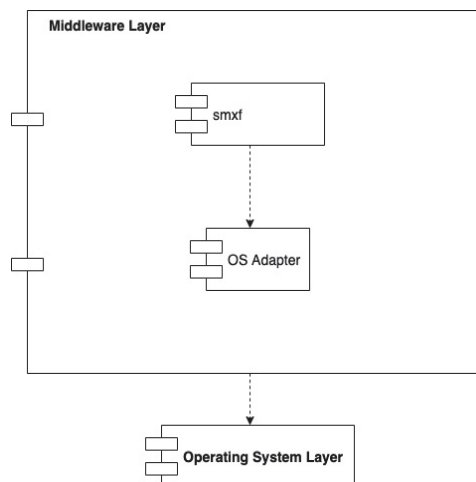 Middleware Layer
smxf
OS Adapter
Operating System Layer